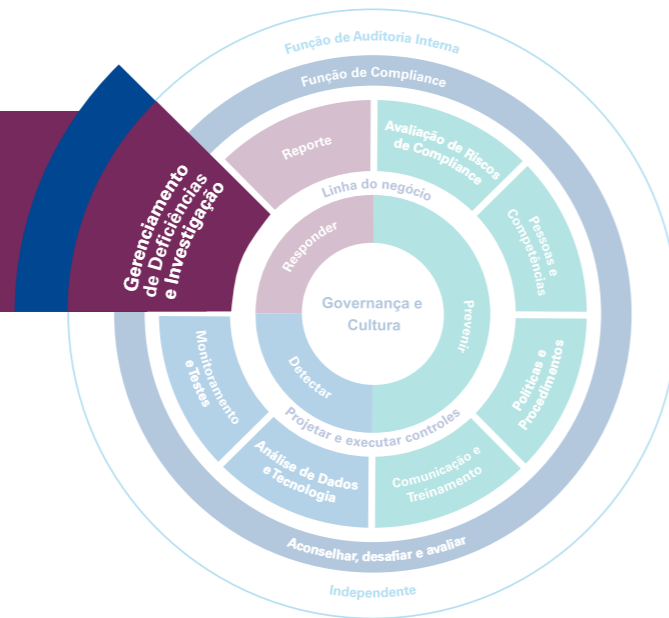 Função de Auditoria Interna
Função de Compliance
Reporte
Avaliação de Riscos
de Compliance
Linha do negócio
Gerenciamento
de Deficiências
e Investigação
Pessoas e
Competências
Responder
Governança e
Cultura
Prevenir
Monitoramento
e Testes
Detectar
Políticas e
Procedimentos
Projetar e executar controles
Análise de Dados
e Tecnologia
Comunicação e
Treinamento
Aconselhar, desafiar e avaliar
Independente